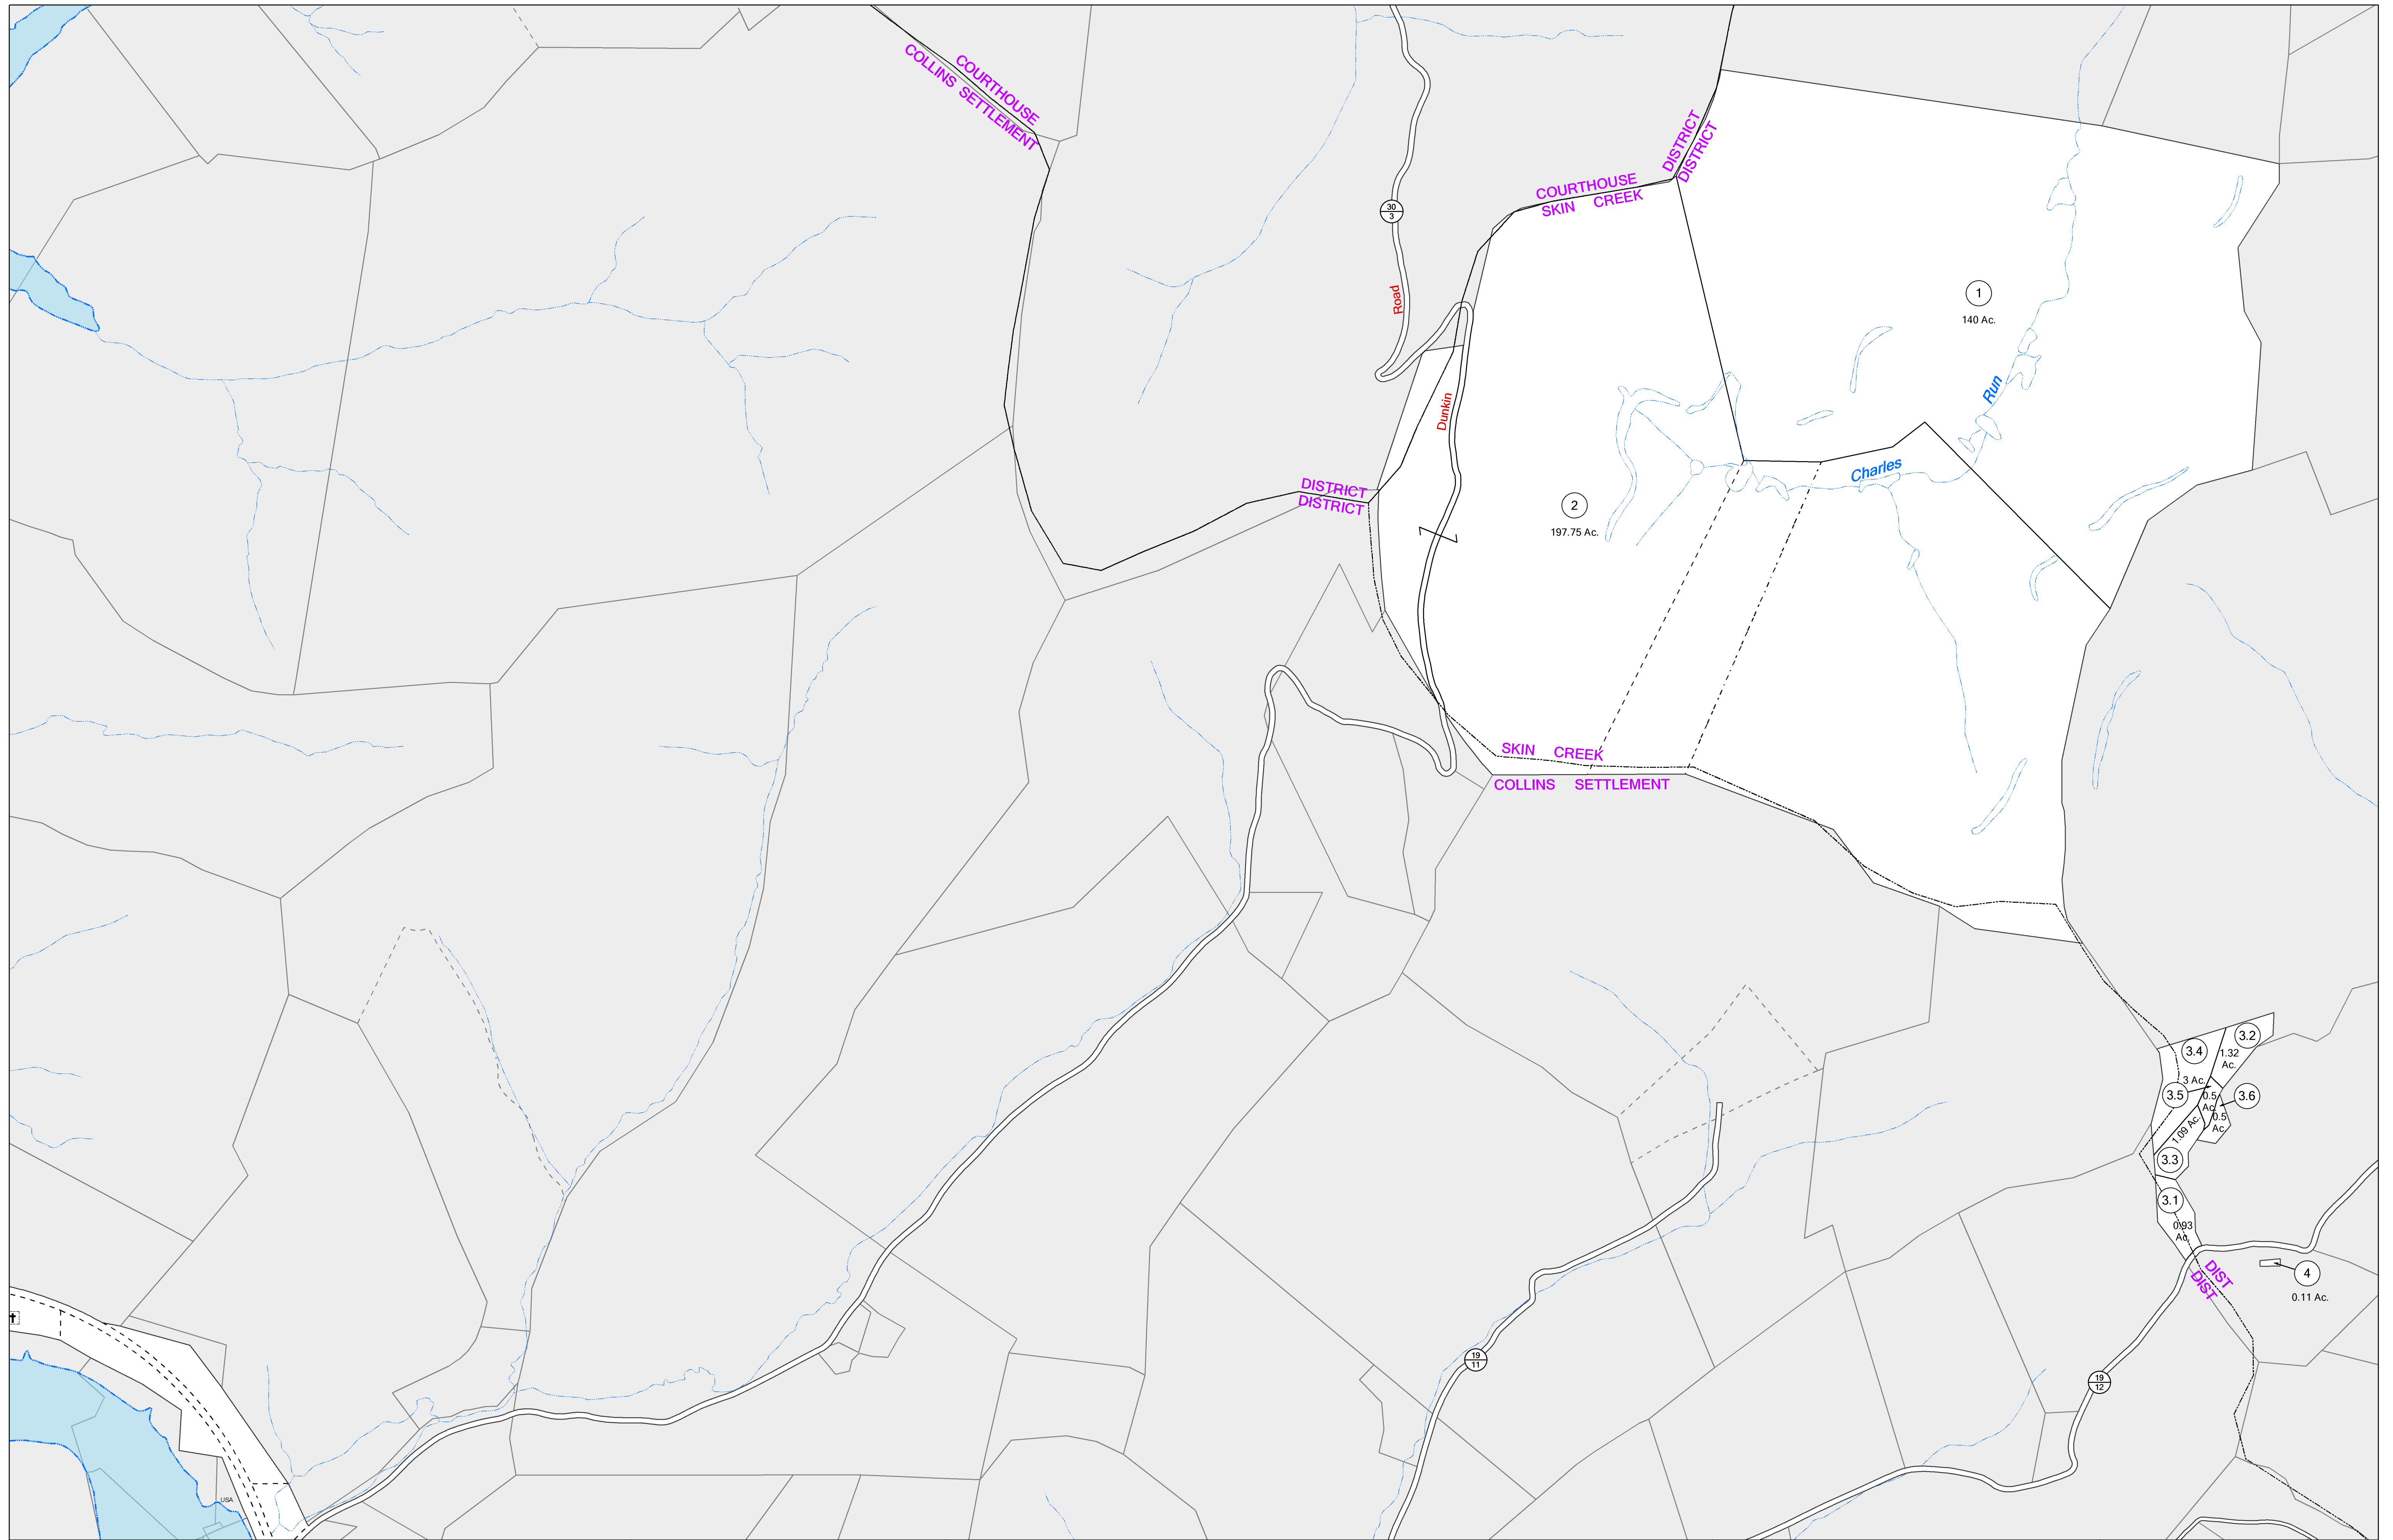 COURTHOUSE
COLLINS SETTLEMENT
DISTRICT
DISTRICT
COURTHOUSE
SKIN CREEK
30
3
Road
1
140 Ac.
Run
Dunkin
Charles
DISTRICT
DISTRICT
2
197.75 Ac.
SKIN CREEK
COLLINS SETTLEMENT
3.2
3.4
1.32
Ac.
3 Ac.
3.5
0.5
Ac.
3.6
0.5
Ac.
1.09 Ac.
3.3
3.1
0.93
Ac.
DIST
DIST
4
0.11 Ac.
19
11
19
12
USA